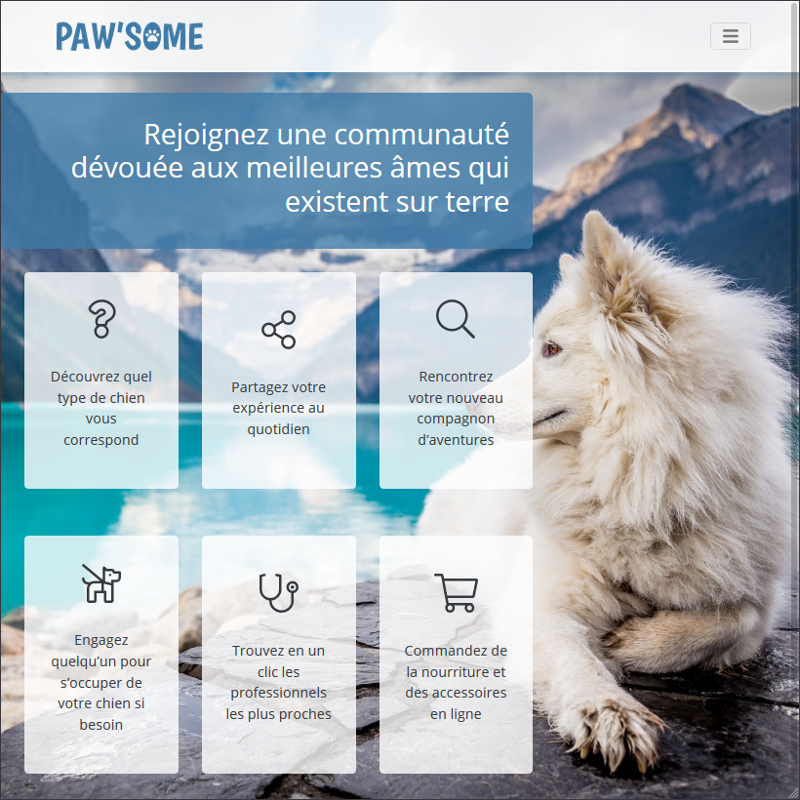 PAW'SOME
Rejoignez une communauté
dévouée aux meilleures âmes qui
existent sur terre
Découvrez quel
type de chien
vous
correspond
Partagez votre
expérience au
quotidien
Rencontrez
votre nouveau
compagnon
d’aventures
Engagez
quelqu’un pour
s’occuper de
votre chien si
besoin
Trouvez en un
clic les
professionnels
les plus proches
Commandez de
la nourriture et
des accessoires
en ligne